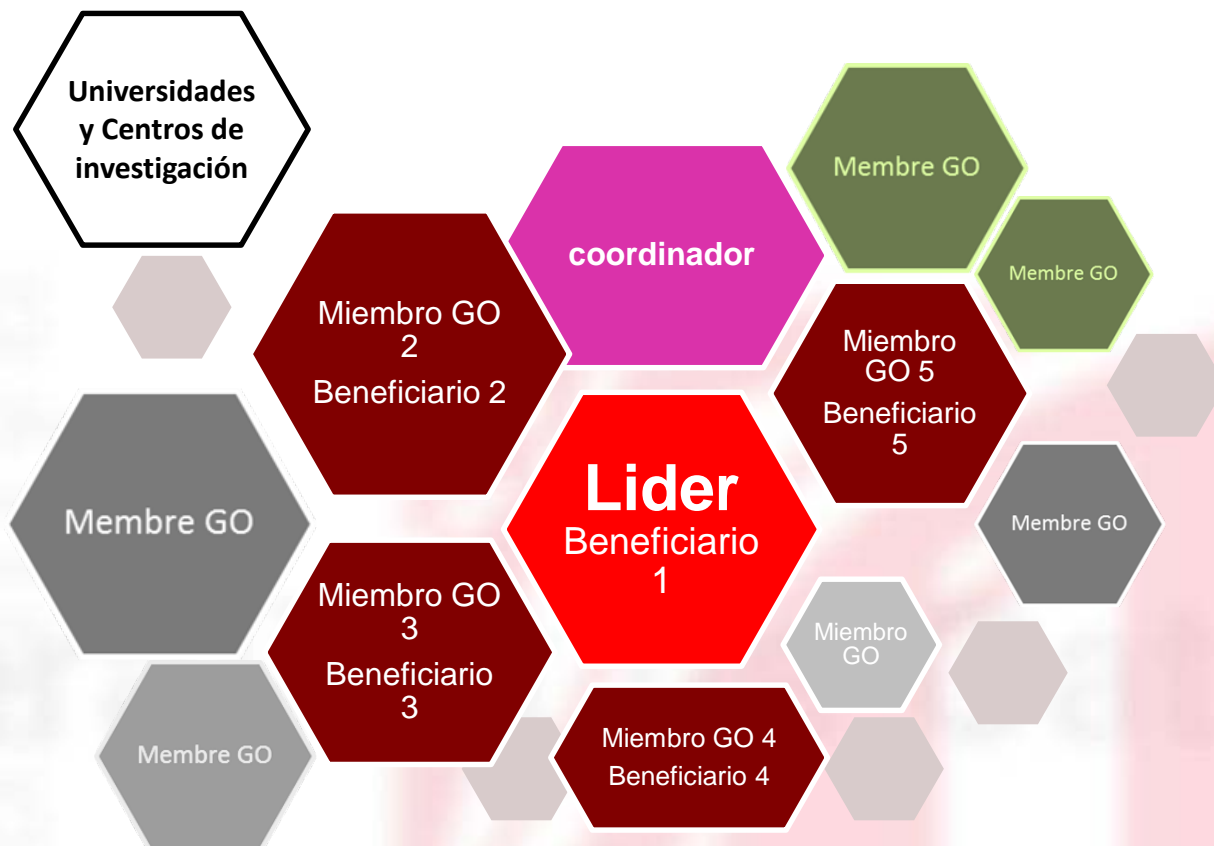 Universidades
y Centros de
investigación
Membre GO
coordinador
Membre GO
Miembro GO
2
Beneficiario 2
Miembro
GO 5
Beneficiario
5
Lider
Beneficiario
1
Membre GO
Membre GO
Miembro GO
3
Beneficiario
3
Miembro
GO
Membre GO
Miembro GO 4
Beneficiario 4